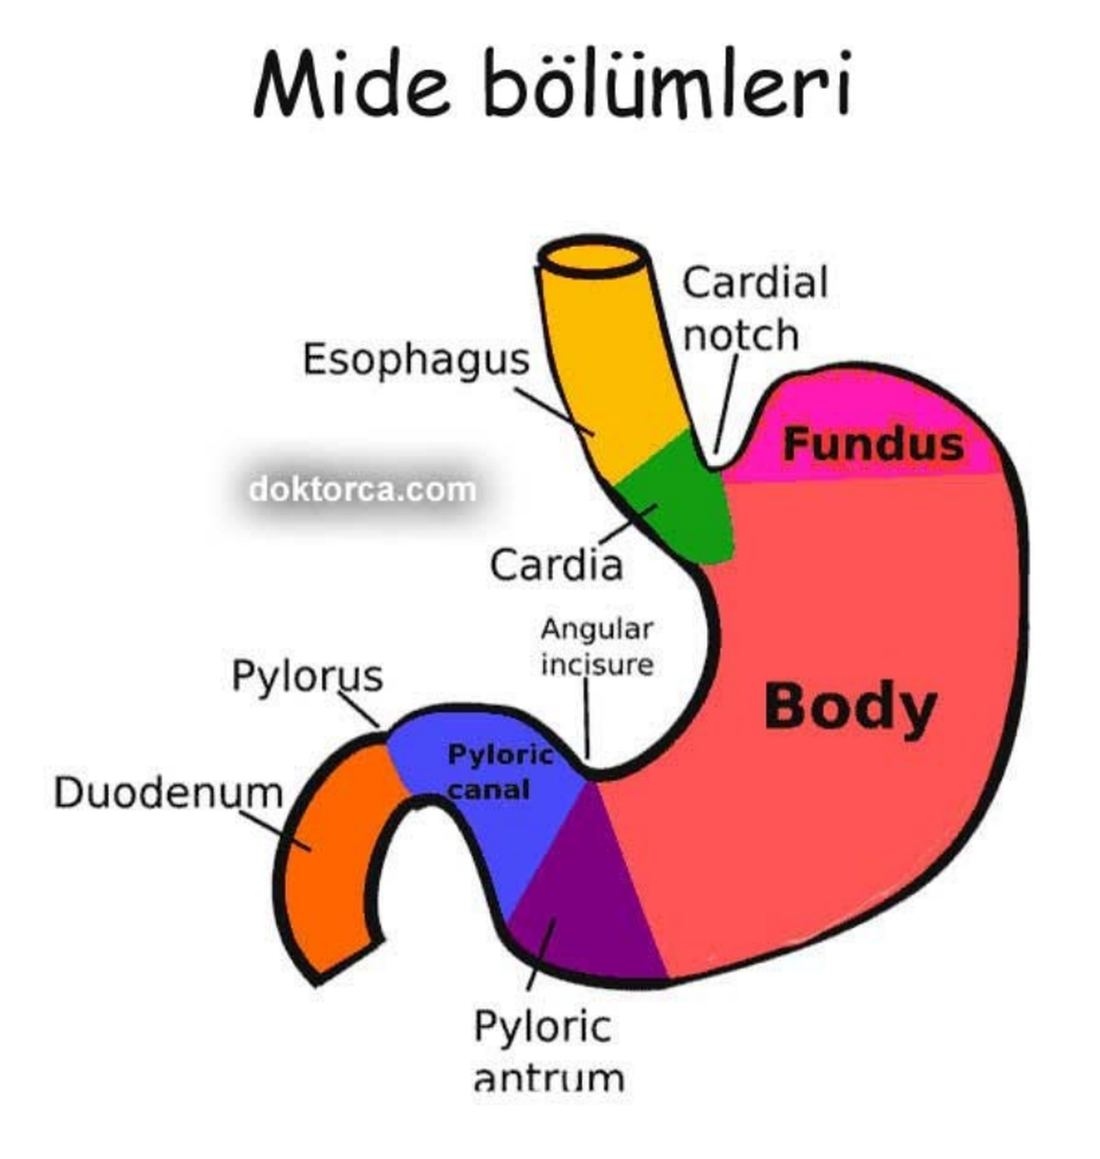 Mide bölümleri
Cardial
notch
Esophagus
Fundus
doktorca.com
Cardia
Angular
incisure
Pylorus
Body
Pyloric
canal
Duodenum
Pyloric
antrum